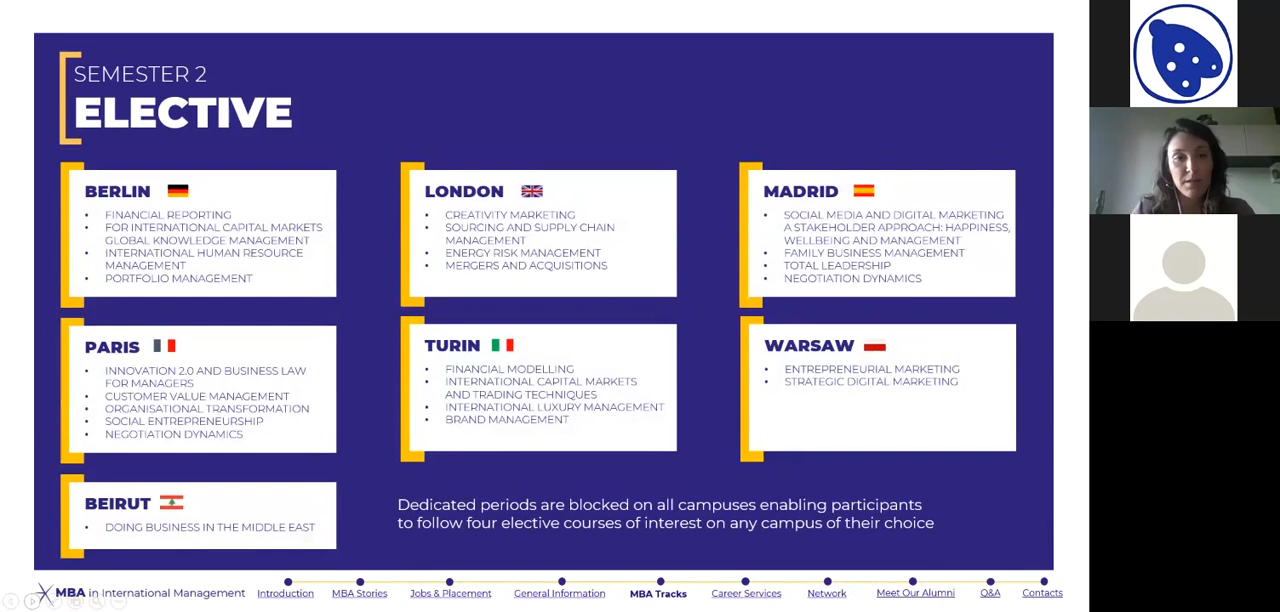 SEMESTER 2
ELECTIVE
BERLIN
• FINANCIAL REPORTING
• FOR INTERNATIONAL CAPITAL MARKETS
GLOBAL KNOWLEDGE MANAGEMENT
• INTERNATIONAL HUMAN RESOURCE
MANAGEMENT
• PORTFOLIO MANAGEMENT
LONDON
• CREATIVITY MARKETING
• SOURCING AND SUPPLY CHAIN
MANAGEMENT
• ENERGY RISK MANAGEMENT
• MERGERS AND ACQUISITIONS
MADRID
• SOCIAL MEDIA AND DIGITAL MARKETING
• A STAKEHOLDER APPROACH: HAPPINESS,
WELLBEING AND MANAGEMENT
• FAMILY BUSINESS MANAGEMENT
• TOTAL LEADERSHIP
• NEGOTIATION DYNAMICS
PARIS
• INNOVATION 2.0 AND BUSINESS LAW
FOR MANAGERS
• CUSTOMER VALUE MANAGEMENT
• ORGANISATIONAL TRANSFORMATION
• SOCIAL ENTREPRENEURSHIP
• NEGOTIATION DYNAMICS
TURIN
• FINANCIAL MODELLING
• INTERNATIONAL CAPITAL MARKETS
AND TRADING TECHNIQUES
• INTERNATIONAL LUXURY MANAGEMENT
• BRAND MANAGEMENT
WARSAW
• ENTREPRENEURIAL MARKETING
• STRATEGIC DIGITAL MARKETING
BEIRUT
• DOING BUSINESS IN THE MIDDLE EAST
Dedicated periods are blocked on all campuses enabling participants
to follow four elective courses of interest on any campus of their choice
MBA in International Management
Introduction MBA Stories Jobs & Placement General Information MBA Tracks Career Services Network Meet Our Alumni Q&A Contacts